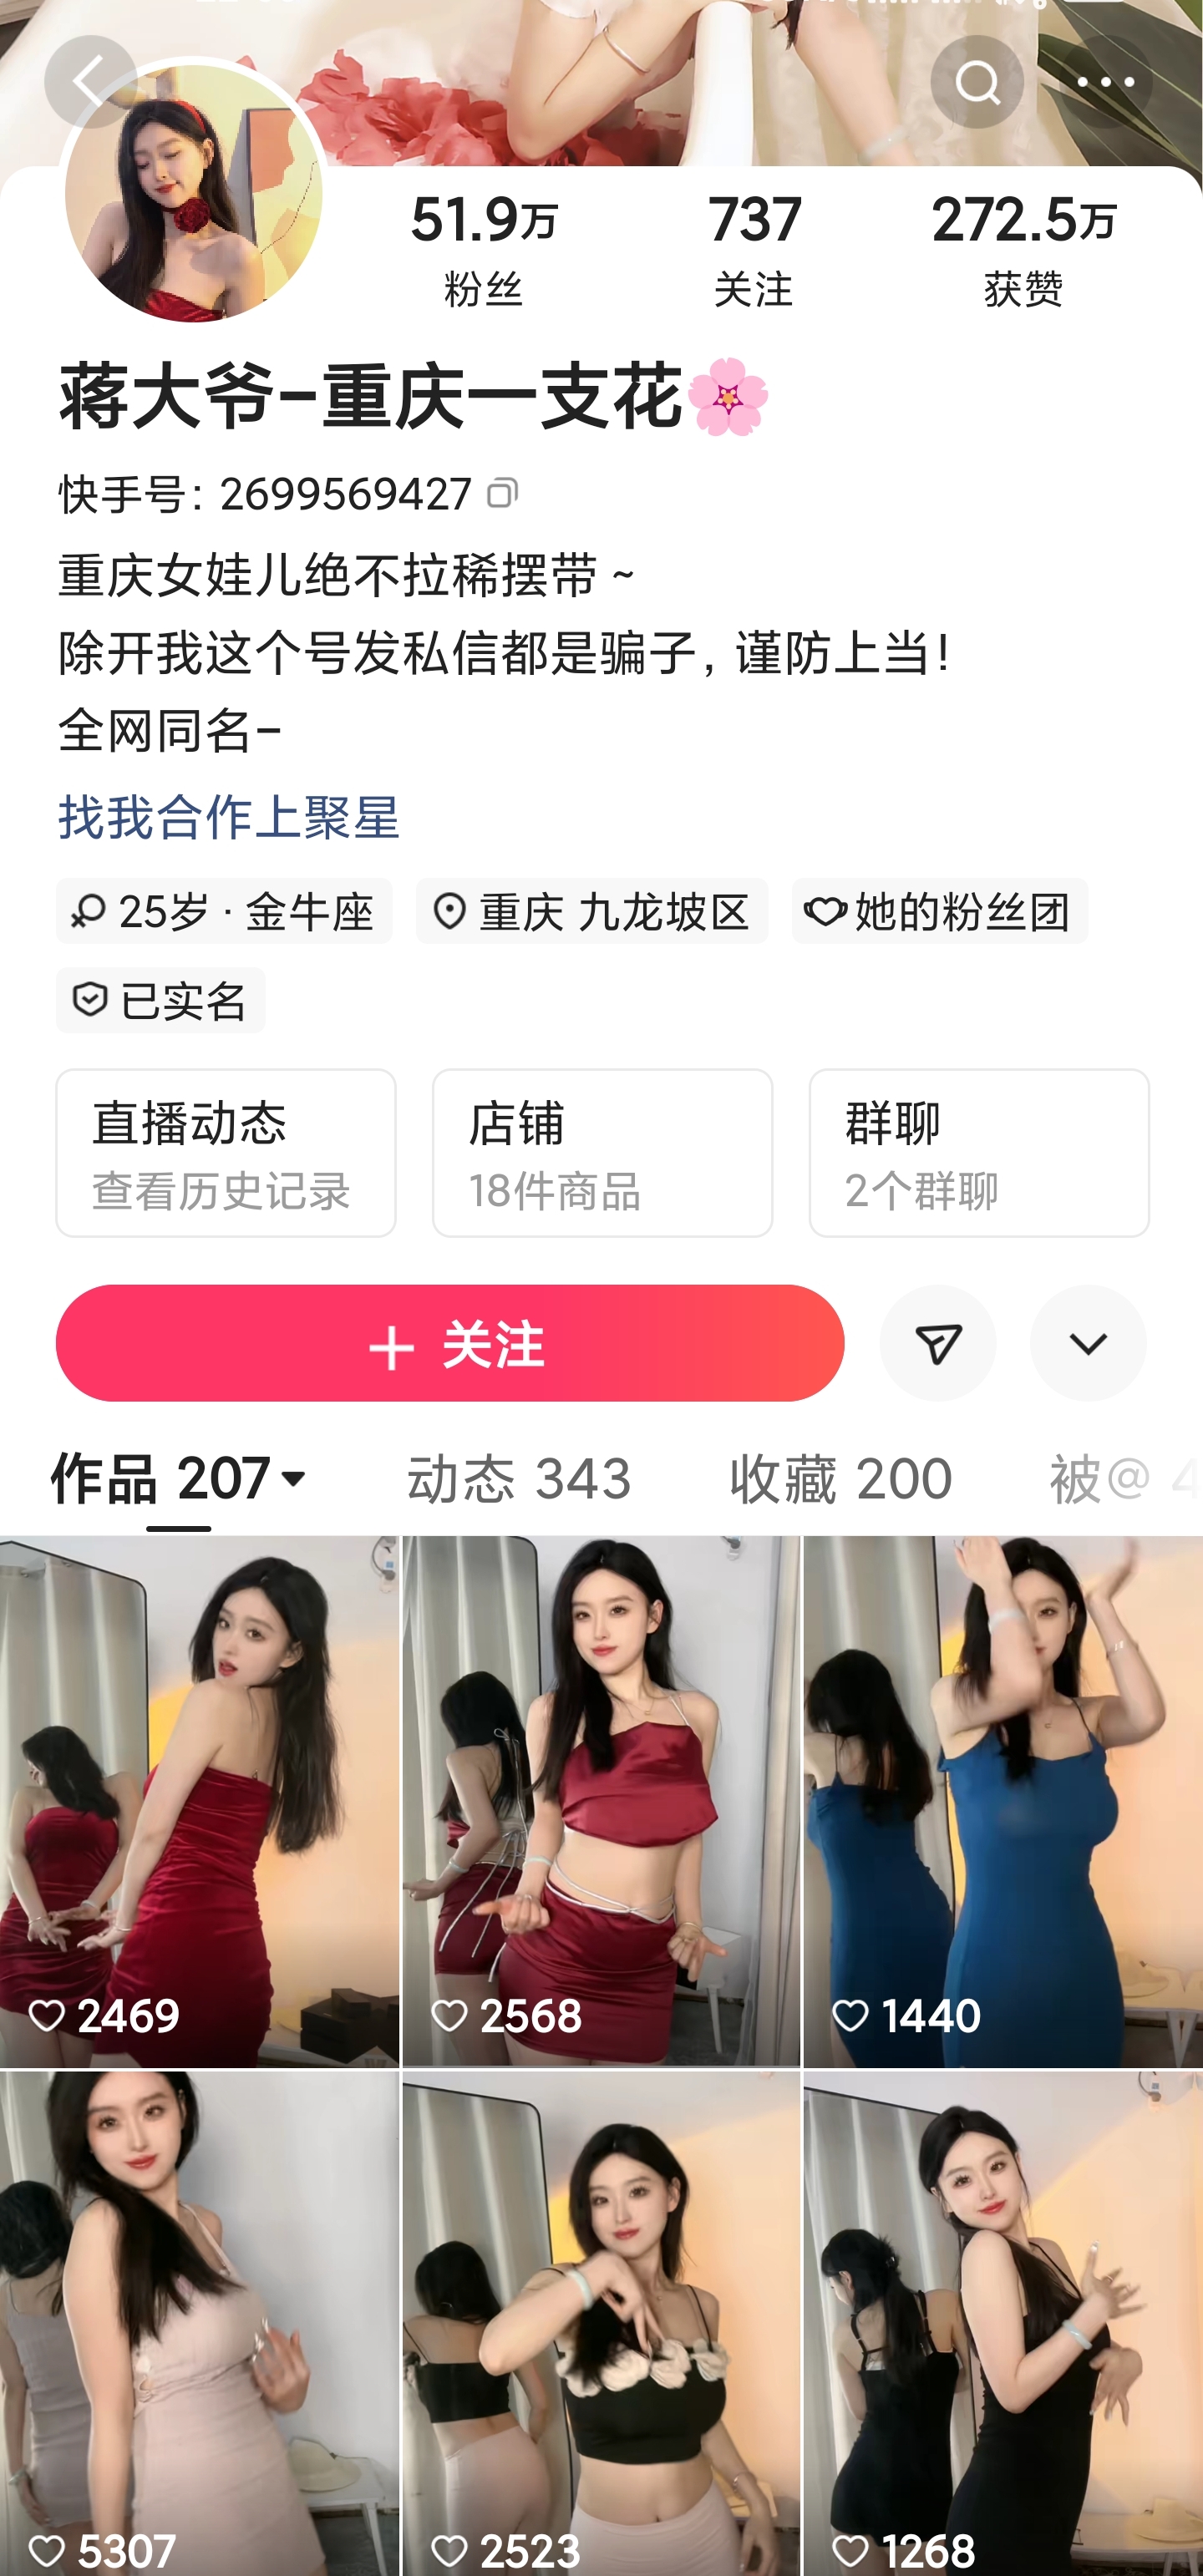 51.9万 737 272.5万
粉丝 关注 获赞
蒋大爷-重庆一支花🌸
快手号: 2699569427
重庆女娃儿绝不拉稀摆带 ~
除开我这个号发私信都是骗子, 谨防上当!
全网同名-
找我合作上聚星
25岁 · 金牛座 重庆 九龙坡区 她的粉丝团
已实名
直播动态 店铺 群聊
查看历史记录 18件商品 2个群聊
+ 关注
作品 207 动态 343 收藏 200 被@
2469 2568 1440
5307 2523 1268